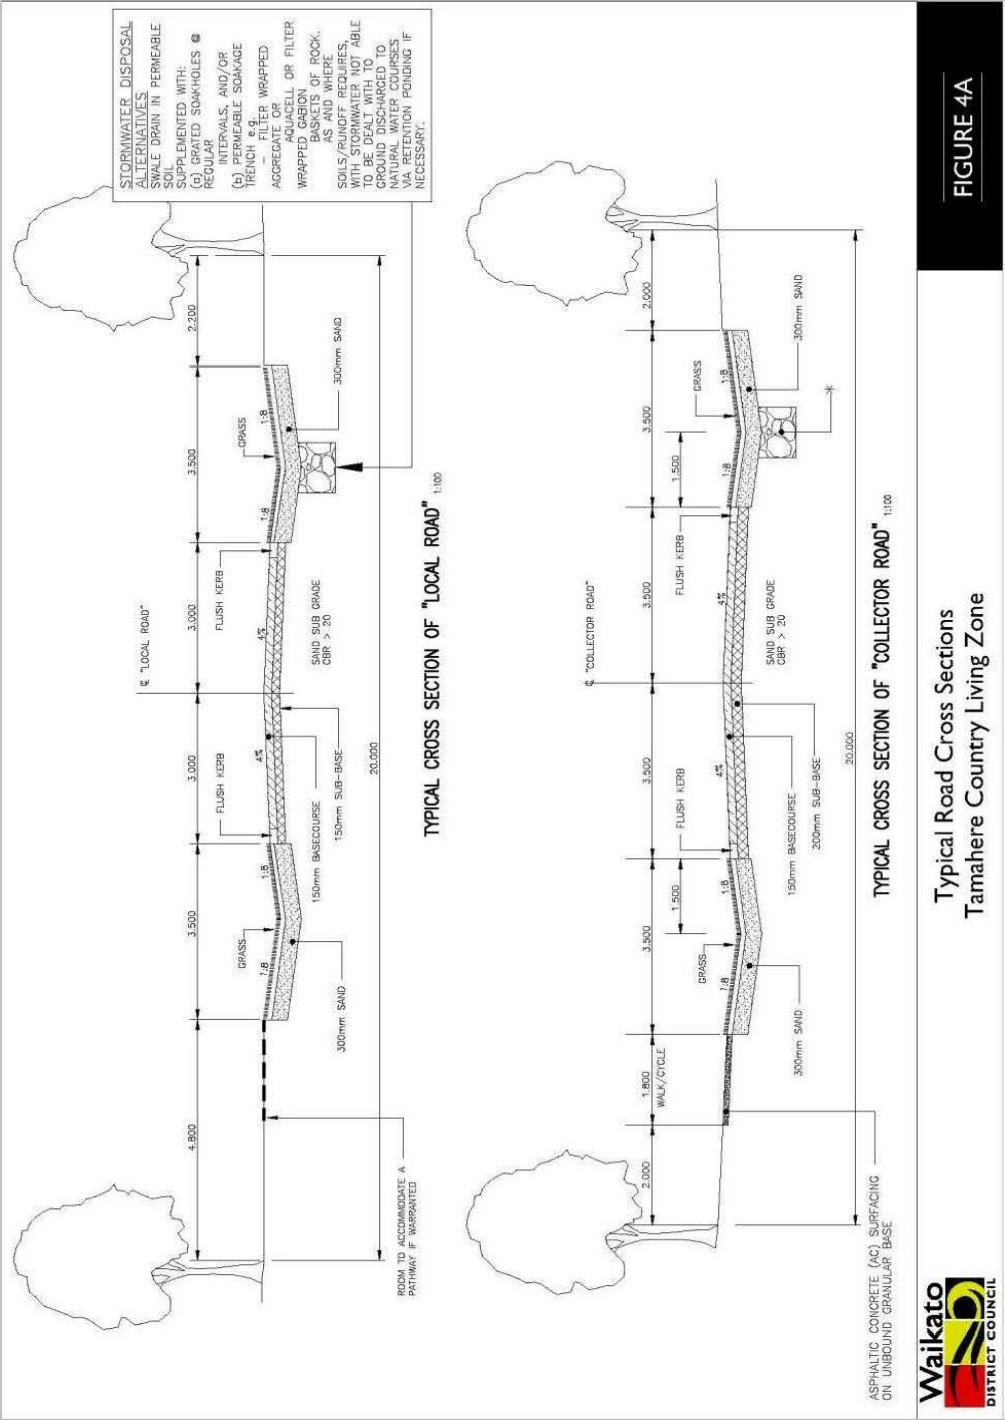 STORMWATER DISPOSAL
ALTERNATIVES
SWALE DRAIN IN PERMEABLE
SOIL
SUPPLEMENTED WITH:
(a) GRATED SOAKHOLES @
REGULAR
INTERVALS, AND/OR
(b) PERMEABLE SOAKAGE
TRENCH e.g.
– FILTER WRAPPED
AGGREGATE OR
AQUACELL OR FILTER
WRAPPED GABION
BASKETS OF ROCK.
AS AND WHERE
SOILS/RUNOFF REQUIRES,
WITH STORMWATER NOT ABLE
TO BE DEALT WITH TO
GROUND DISCHARGED TO
NATURAL WATER COURSES
VIA RETENTION PONDING IF
NECESSARY.
℄ "LOCAL ROAD"
4.800
3.500
3.000
3.000
3.500
2.200
GRASS
FLUSH KERB
FLUSH KERB
GRASS
1:8
1:8
4%
4%
1:8
1:8
300mm SAND
150mm BASECOURSE
150mm SUB-BASE
SAND SUB GRADE
CBR > 20
300mm SAND
20.000
ROOM TO ACCOMMODATE A
PATHWAY IF WARRANTED
TYPICAL CROSS SECTION OF "LOCAL ROAD" 1:100
℄ "COLLECTOR ROAD"
2.000
1.800
3.500
3.500
3.500
3.500
2.000
WALK/CYCLE
1.500
1.500
GRASS
FLUSH KERB
FLUSH KERB
GRASS
1:8
1:8
4%
4%
1:8
1:8
300mm SAND
150mm BASECOURSE
200mm SUB-BASE
SAND SUB GRADE
CBR > 20
300mm SAND
*
20.000
ASPHALTIC CONCRETE (AC) SURFACING
ON UNBOUND GRANULAR BASE
TYPICAL CROSS SECTION OF "COLLECTOR ROAD" 1:100
Waikato
DISTRICT COUNCIL
Typical Road Cross Sections
Tamahere Country Living Zone
FIGURE 4A